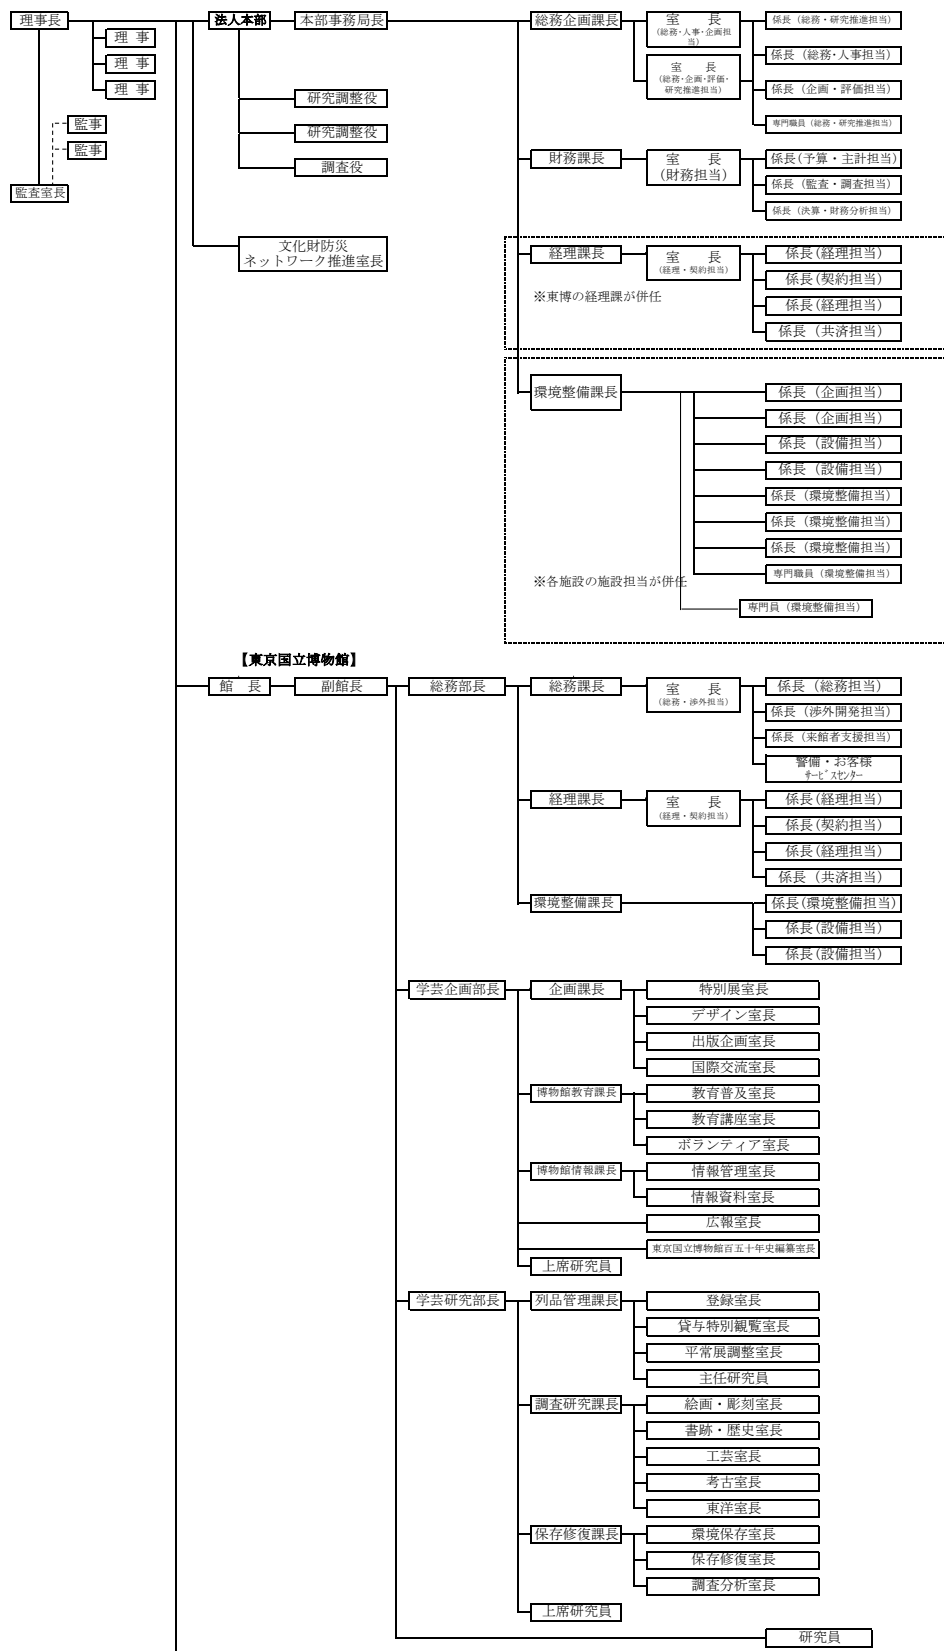 理事長
法人本部
本部事務局長
総務企画課長
室　長
(総務・人事・企画担
当)
係長（総務・研究推進担当）
理 事
係長（総務・人事担当）
理 事
室　長
(総務・企画・評価・
研究推進担当)
理 事
研究調整役
係長（企画・評価担当）
監事
研究調整役
専門職員（総務・研究推進担当）
監事
調査役
財務課長
室　長
(財務担当)
係長(予算・主計担当)
係長（監査・調査担当）
監査室長
係長（決算・財務分析担当）
文化財防災
ネットワーク推進室長
経理課長
室　長
(経理・契約担当)
係長(経理担当)
係長(契約担当)
※東博の経理課が併任
係長(経理担当)
係長（共済担当）
環境整備課長
係長（企画担当）
係長（企画担当）
係長（設備担当）
係長（設備担当）
係長（環境整備担当）
係長（環境整備担当）
係長（環境整備担当）
専門職員（環境整備担当）
※各施設の施設担当が併任
専門員（環境整備担当）
【東京国立博物館】
館　長
副館長
総務部長
総務課長
室　長
(総務・渉外担当)
係長（総務担当）
係長（渉外開発担当）
係長（来館者支援担当）
警備・お客様
ｻｰﾋﾞｽｾﾝﾀｰ
経理課長
室　長
(経理・契約担当)
係長(経理担当)
係長(契約担当)
係長(経理担当)
係長（共済担当）
環境整備課長
係長(環境整備担当)
係長(設備担当)
係長(設備担当)
学芸企画部長
企画課長
特別展室長
デザイン室長
出版企画室長
国際交流室長
博物館教育課長
教育普及室長
教育講座室長
ボランティア室長
博物館情報課長
情報管理室長
情報資料室長
広報室長
東京国立博物館百五十年史編纂室長
上席研究員
学芸研究部長
列品管理課長
登録室長
貸与特別観覧室長
平常展調整室長
主任研究員
調査研究課長
絵画・彫刻室長
書跡・歴史室長
工芸室長
考古室長
東洋室長
保存修復課長
環境保存室長
保存修復室長
調査分析室長
上席研究員
研究員